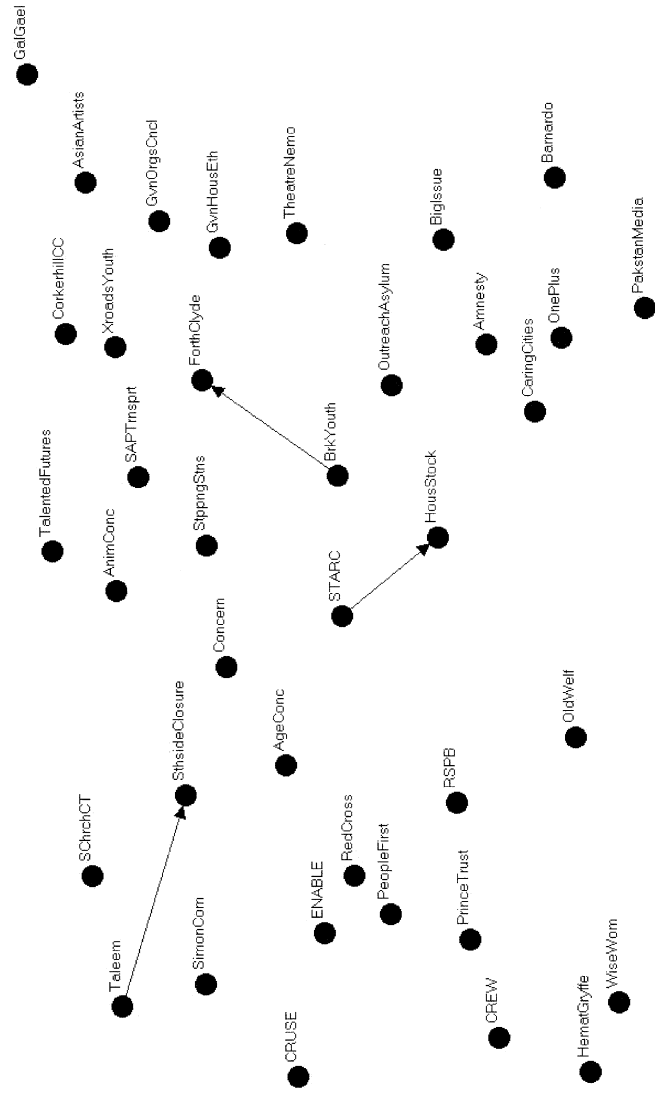 GalGael
AsianArtists
GvnOrgsCncl
GvnHousEth
TheatreNemo
BigIssue
Barnardo
CorkerhillCC
XroadsYouth
ForthClyde
OutreachAsylum
Amnesty
OnePlus
PakstanMedia
CaringCities
TalentedFutures
SAPTrnsprt
AnimConc
StppngStns
BrkYouth
HousStock
STARC
Concern
SthsideClosure
AgeConc
OldWelf
SChrchCT
RSPB
RedCross
PeopleFirst
ENABLE
PrinceTrust
Taleem
SimonCom
CRUSE
CREW
WiseWom
HematGryffe